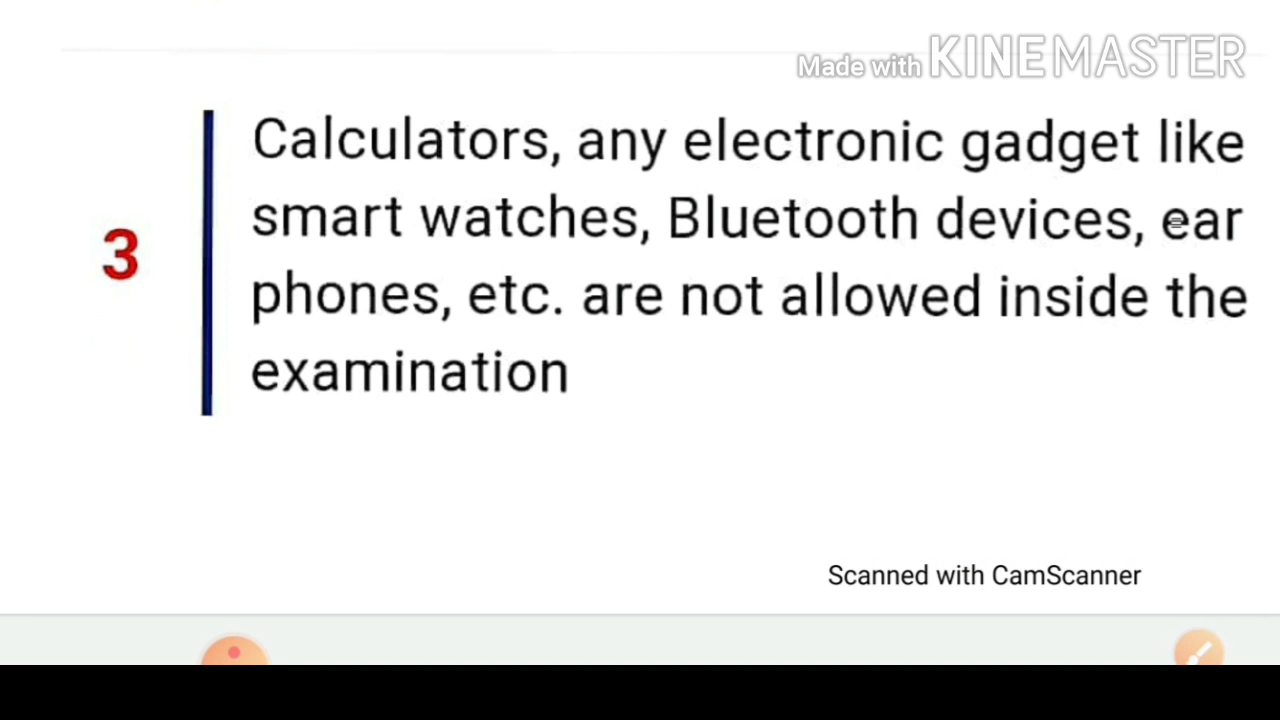 Made with KINEMASTER
Calculators, any electronic gadget like
smart watches, Bluetooth devices, ear
3
phones, etc. are not allowed inside the
examination
Scanned with CamScanner